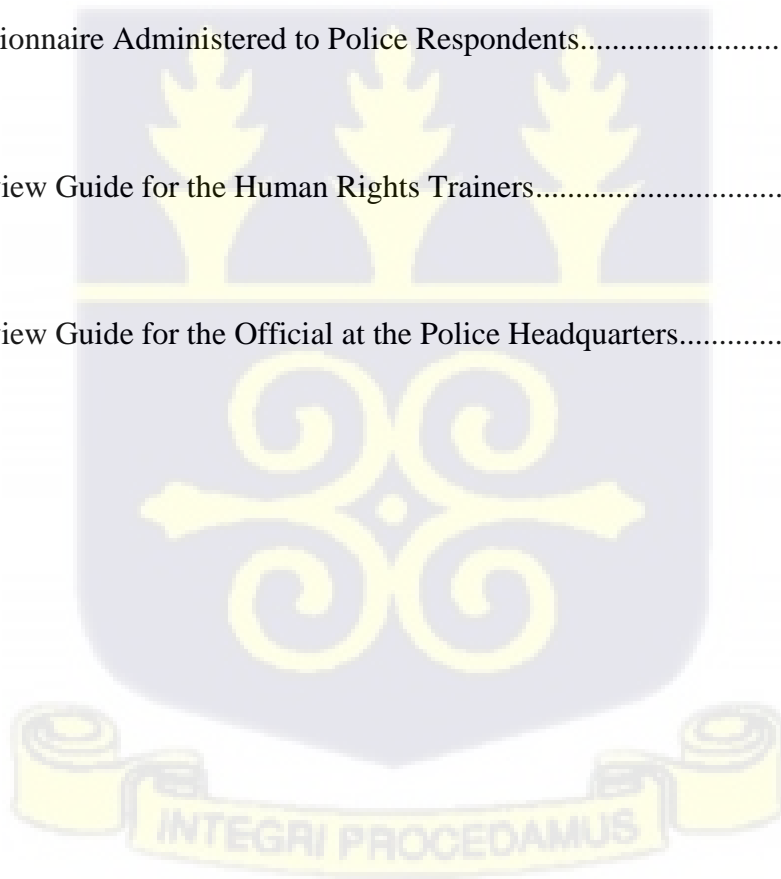 ionnaire Administered to Police Respondents.........................
iew Guide for the Human Rights Trainers..............................
iew Guide for the Official at the Police Headquarters.............
INTEGRI PROCEDAMUS